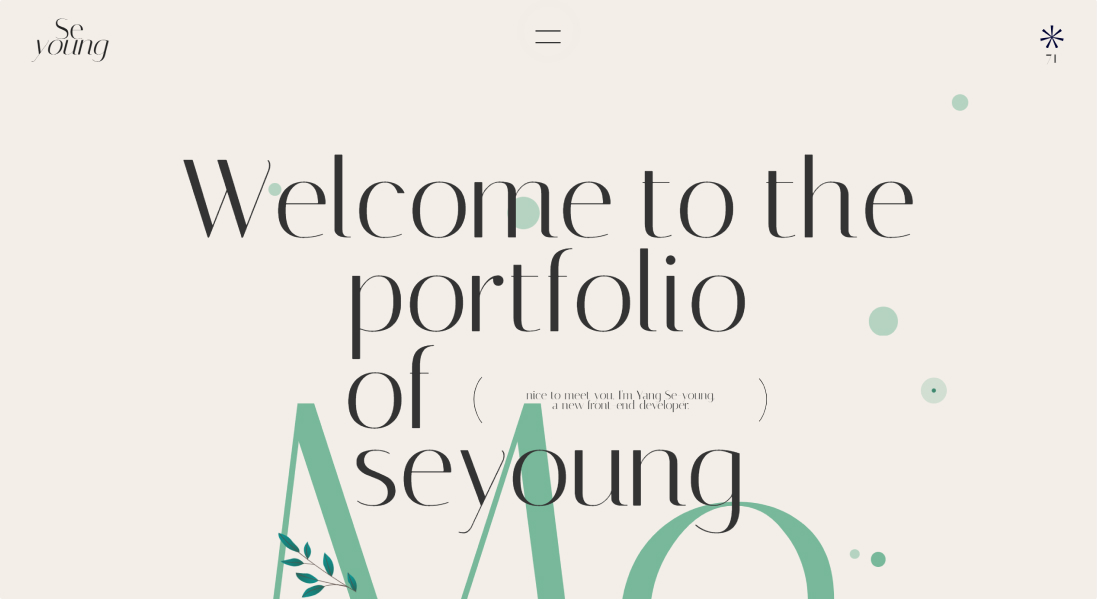 Se
young
Welcome to the
portfolio
of
( nice to meet you. I'm Yang Se young,
a new front end developer. )
seyoung
Mo